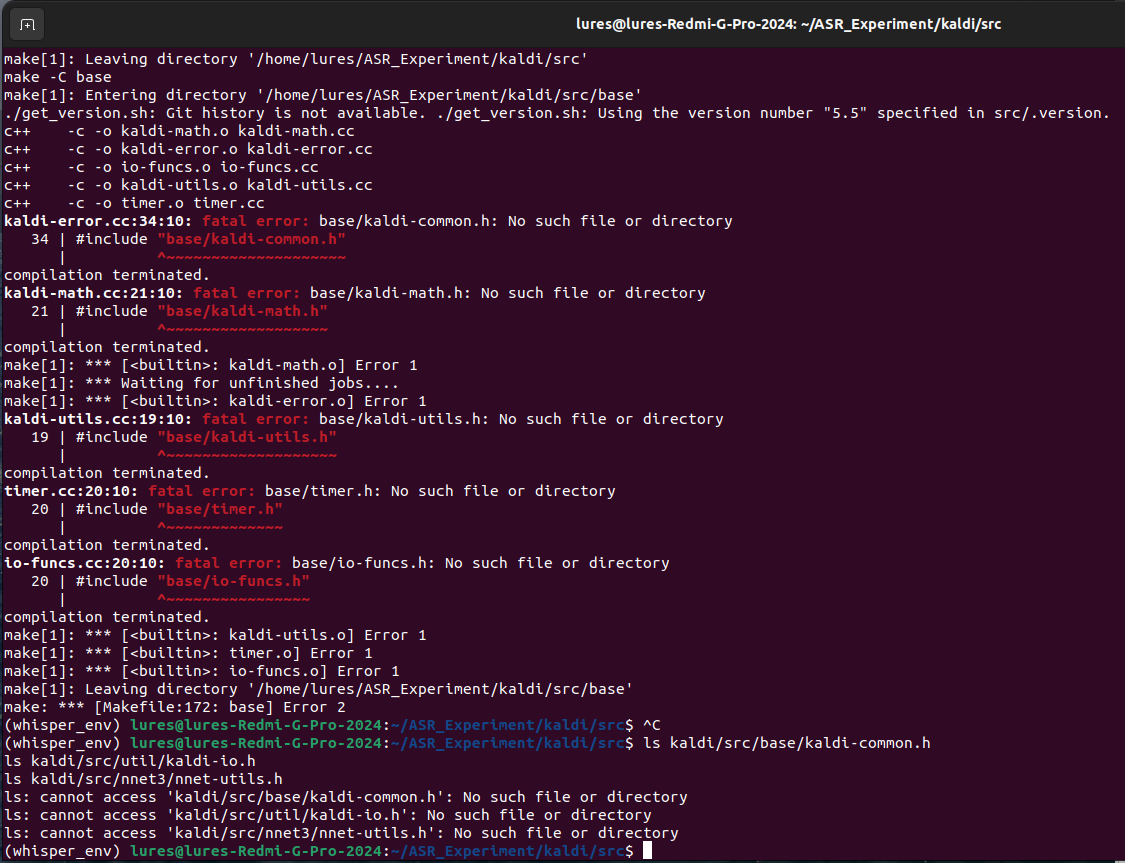 lures@lures-Redmi-G-Pro-2024: ~/ASR_Experiment/kaldi/src
make[1]: Leaving directory '/home/lures/ASR_Experiment/kaldi/src'
make -C base
make[1]: Entering directory '/home/lures/ASR_Experiment/kaldi/src/base'
./get_version.sh: Git history is not available. ./get_version.sh: Using the version number "5.5" specified in src/.version.
c++    -c -o kaldi-math.o kaldi-math.cc
c++    -c -o kaldi-error.o kaldi-error.cc
c++    -c -o io-funcs.o io-funcs.cc
c++    -c -o kaldi-utils.o kaldi-utils.cc
c++    -c -o timer.o timer.cc
kaldi-error.cc:34:10: fatal error: base/kaldi-common.h: No such file or directory
   34 | #include "base/kaldi-common.h"
      |          ^~~~~~~~~~~~~~~~~~~~~
compilation terminated.
kaldi-math.cc:21:10: fatal error: base/kaldi-math.h: No such file or directory
   21 | #include "base/kaldi-math.h"
      |          ^~~~~~~~~~~~~~~~~~~
compilation terminated.
make[1]: *** [<builtin>: kaldi-math.o] Error 1
make[1]: *** Waiting for unfinished jobs....
make[1]: *** [<builtin>: kaldi-error.o] Error 1
kaldi-utils.cc:19:10: fatal error: base/kaldi-utils.h: No such file or directory
   19 | #include "base/kaldi-utils.h"
      |          ^~~~~~~~~~~~~~~~~~~~
compilation terminated.
timer.cc:20:10: fatal error: base/timer.h: No such file or directory
   20 | #include "base/timer.h"
      |          ^~~~~~~~~~~~~~
compilation terminated.
io-funcs.cc:20:10: fatal error: base/io-funcs.h: No such file or directory
   20 | #include "base/io-funcs.h"
      |          ^~~~~~~~~~~~~~~~~
compilation terminated.
make[1]: *** [<builtin>: kaldi-utils.o] Error 1
make[1]: *** [<builtin>: timer.o] Error 1
make[1]: *** [<builtin>: io-funcs.o] Error 1
make[1]: Leaving directory '/home/lures/ASR_Experiment/kaldi/src/base'
make: *** [Makefile:172: base] Error 2
(whisper_env) lures@lures-Redmi-G-Pro-2024:~/ASR_Experiment/kaldi/src$ ^C
(whisper_env) lures@lures-Redmi-G-Pro-2024:~/ASR_Experiment/kaldi/src$ ls kaldi/src/base/kaldi-common.h
ls kaldi/src/util/kaldi-io.h
ls kaldi/src/nnet3/nnet-utils.h
ls: cannot access 'kaldi/src/base/kaldi-common.h': No such file or directory
ls: cannot access 'kaldi/src/util/kaldi-io.h': No such file or directory
ls: cannot access 'kaldi/src/nnet3/nnet-utils.h': No such file or directory
(whisper_env) lures@lures-Redmi-G-Pro-2024:~/ASR_Experiment/kaldi/src$